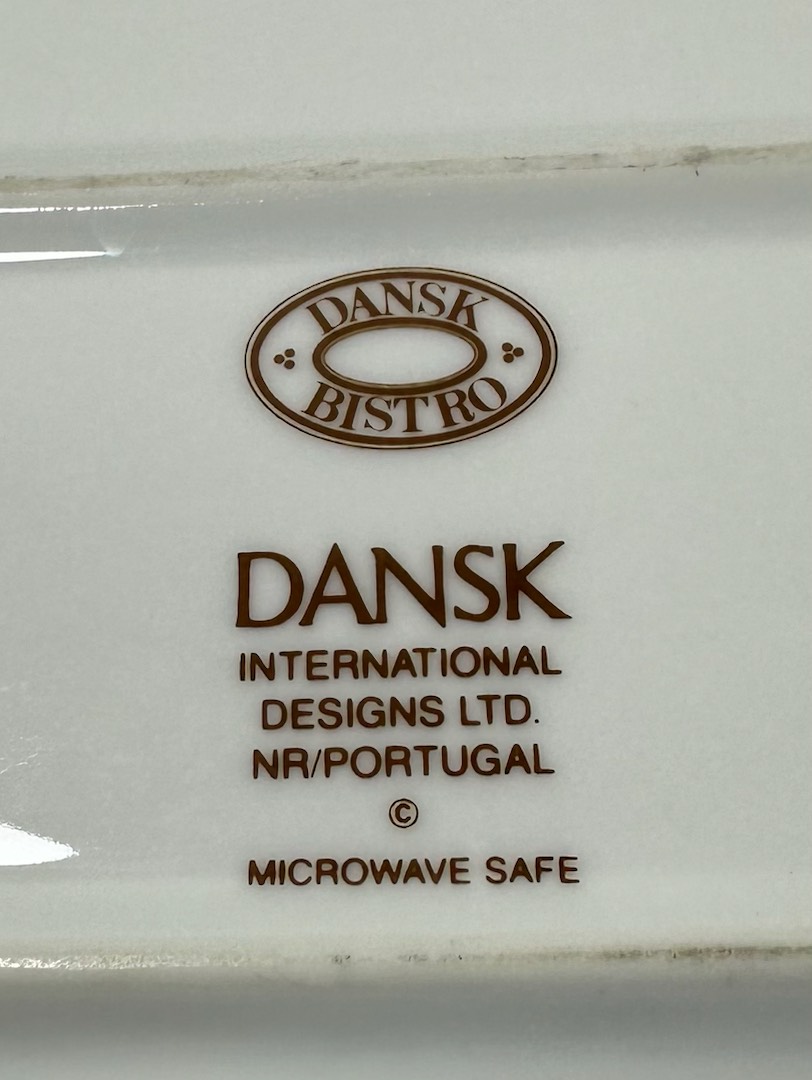 DANSK
BISTRO
DANSK
INTERNATIONAL
DESIGNS LTD.
NR/PORTUGAL
©
MICROWAVE SAFE